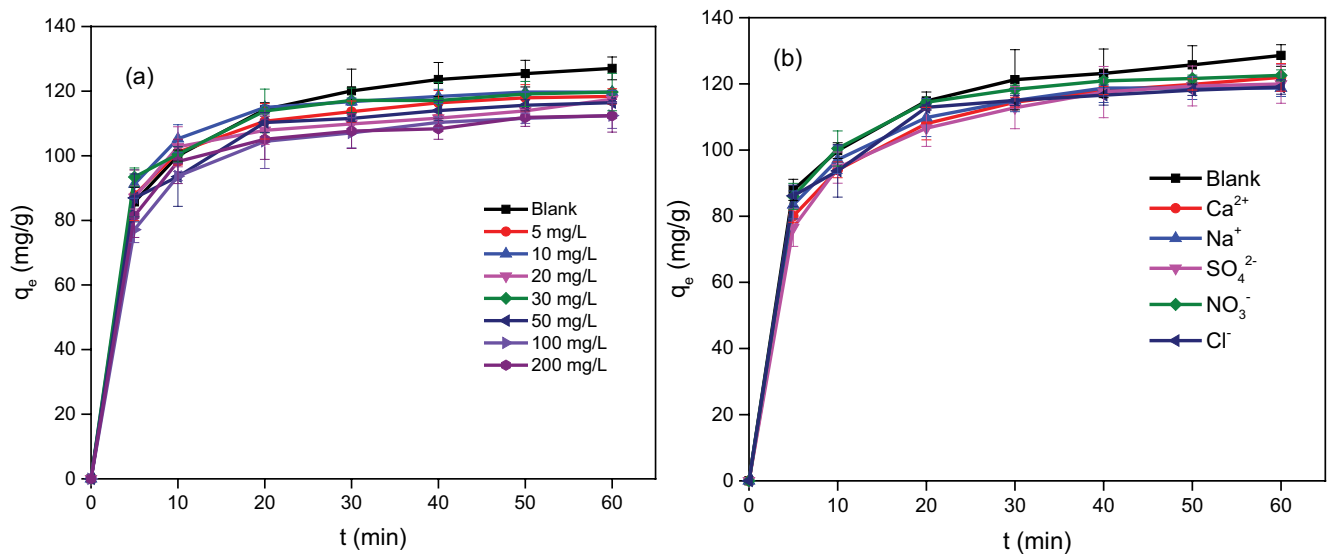 (a)
140
120
100
80
60
40
20
0
q_e (mg/g)
Blank
5 mg/L
10 mg/L
20 mg/L
30 mg/L
50 mg/L
100 mg/L
200 mg/L
0 10 20 30 40 50 60
t (min)
(b)
140
120
100
80
60
40
20
0
q_e (mg/g)
Blank
Ca²⁺
Na⁺
SO₄²⁻
NO₃⁻
Cl⁻
0 10 20 30 40 50 60
t (min)